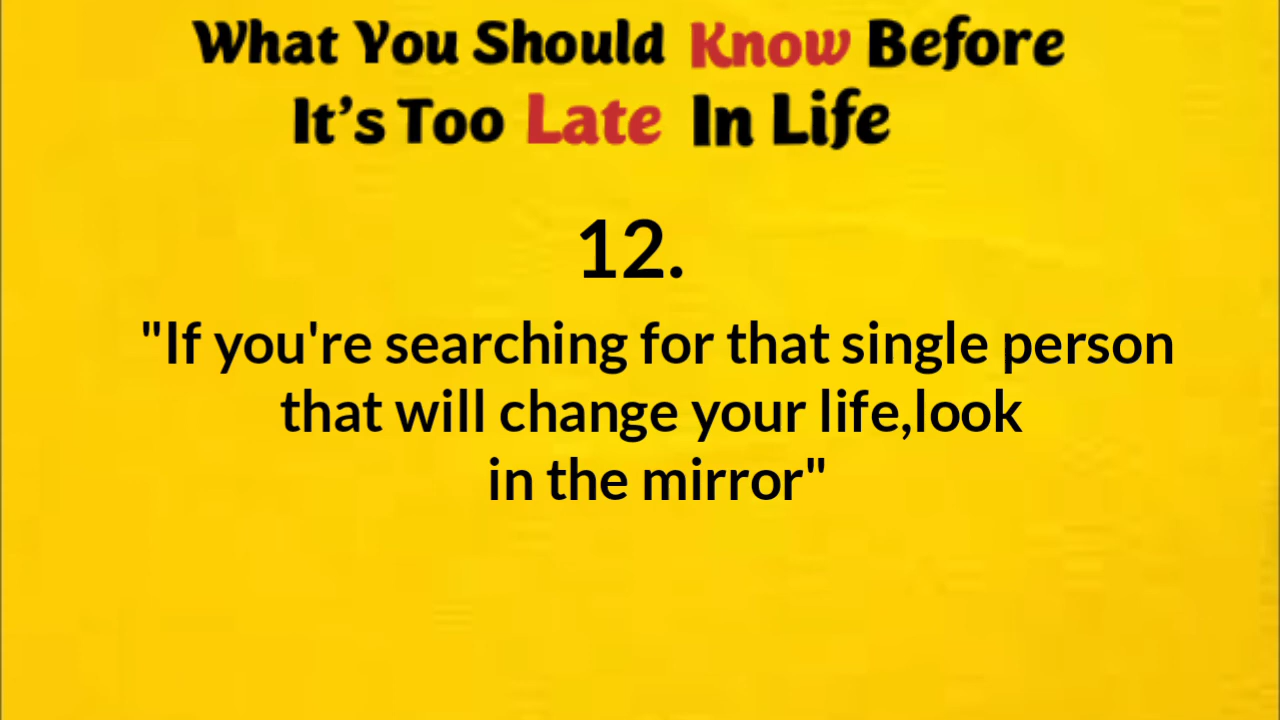 What You Should Know Before
It's Too Late In Life
12.
"If you're searching for that single person
that will change your life,look
in the mirror"